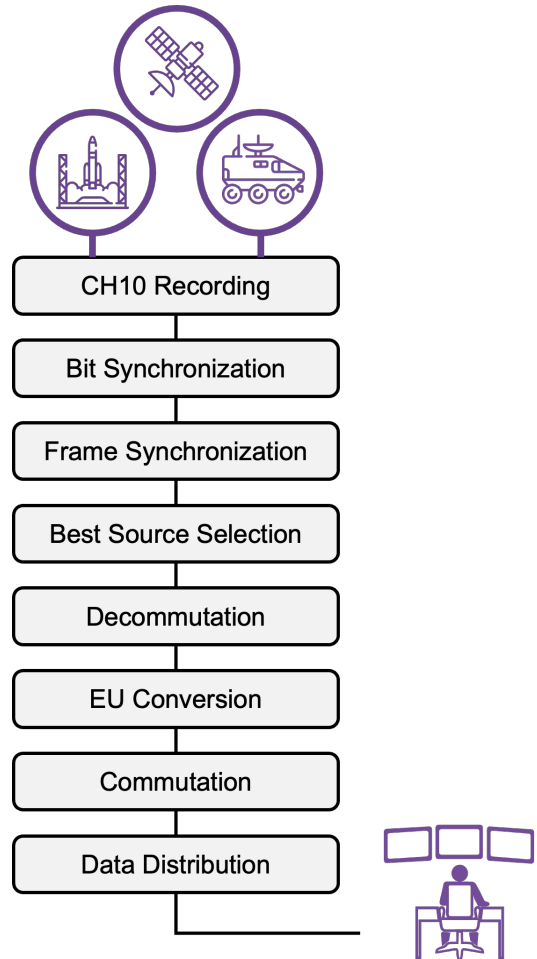 CH10 Recording
Bit Synchronization
Frame Synchronization
Best Source Selection
Decommutation
EU Conversion
Commutation
Data Distribution